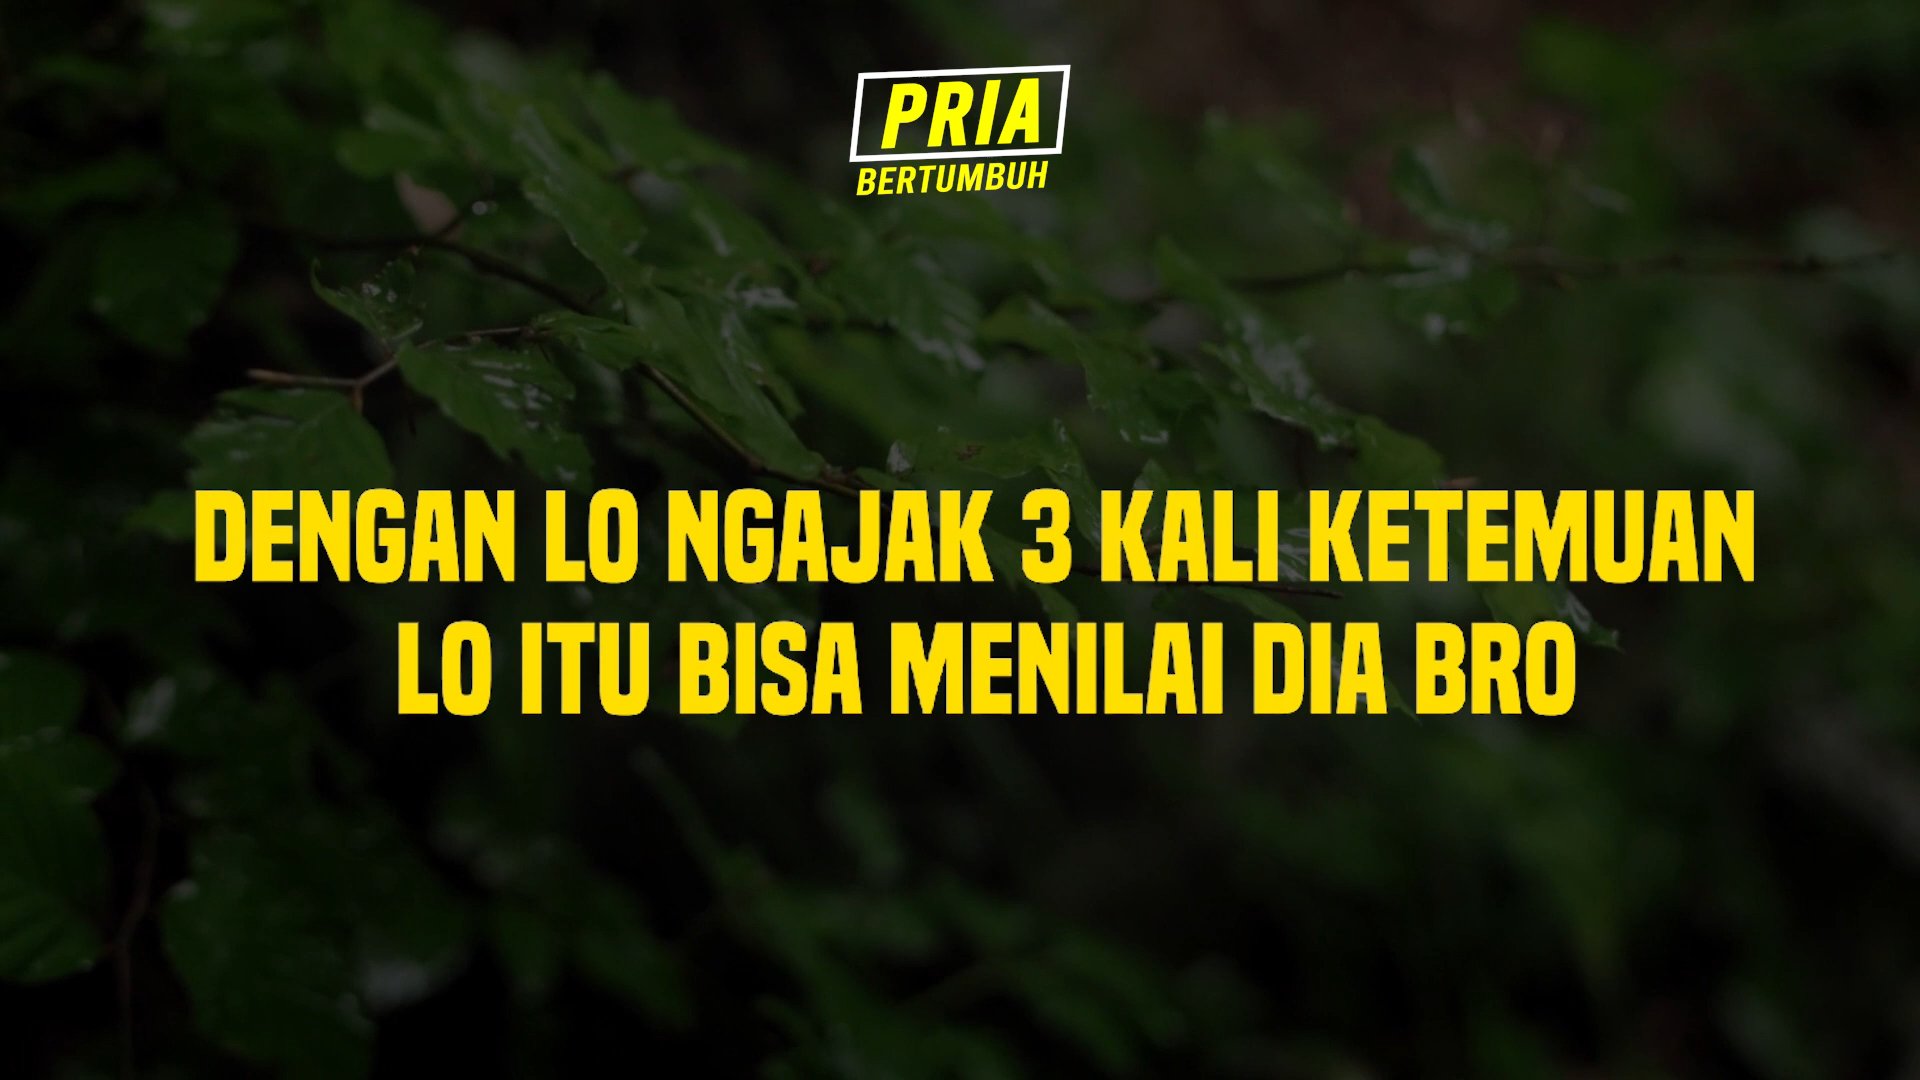 PRIA
BERTUMBUH
DENGAN LO NGAJAK 3 KALI KETEMUAN
LO ITU BISA MENILAI DIA BRO